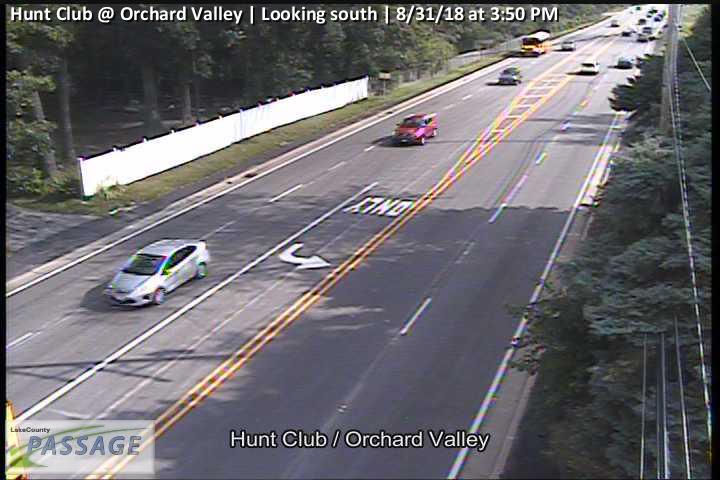 Hunt Club @ Orchard Valley | Looking south | 8/31/18 at 3:50 PM
ONLY
LakeCounty
PASSAGE
Hunt Club / Orchard Valley